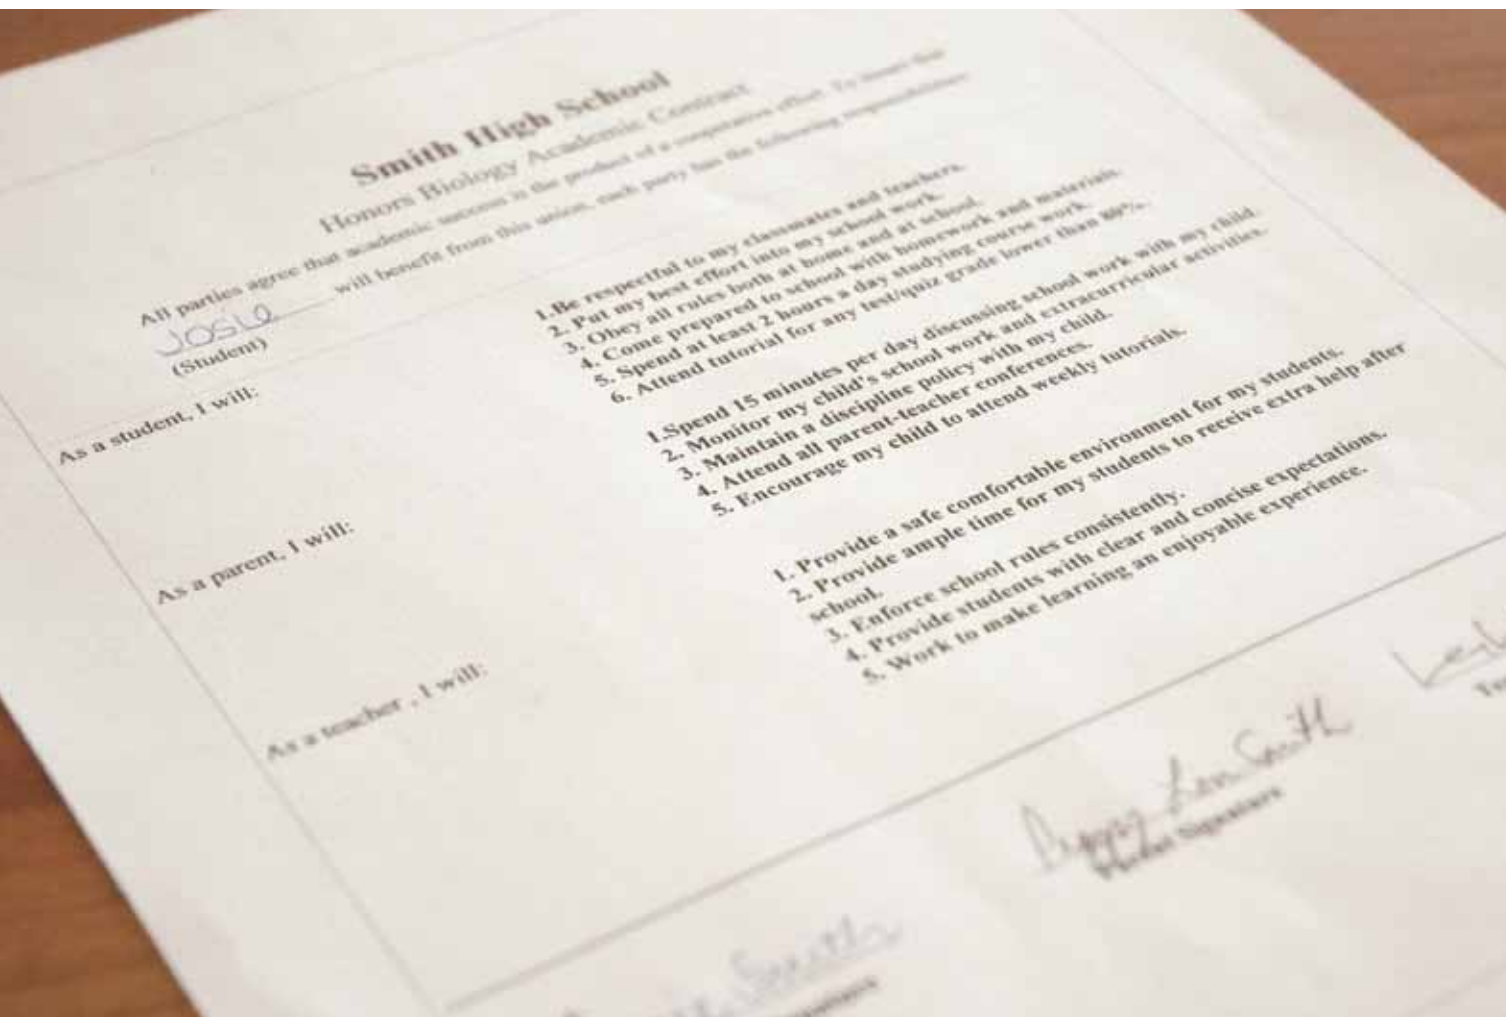 Smith High School
Honors Biology Academic Contract
All parties agree that academic success is the product of a cooperative effort. To insure that
JOSIE will benefit from this union, each party has the following responsibilities:
(Student)
As a student, I will:
1.Be respectful to my classmates and teachers.
2. Put my best effort into my school work.
3. Obey all rules both at home and at school.
4. Come prepared to school with homework and materials.
5. Spend at least 2 hours a day studying course work.
6. Attend tutorial for any test/quiz grade lower than 80%.
As a parent, I will:
1.Spend 15 minutes per day discussing school work with my child.
2. Monitor my child's school work and extracurricular activities.
3. Maintain a discipline policy with my child.
4. Attend all parent-teacher conferences.
5. Encourage my child to attend weekly tutorials.
As a teacher , I will:
1. Provide a safe comfortable environment for my students.
2. Provide ample time for my students to receive extra help after
school.
3. Enforce school rules consistently.
4. Provide students with clear and concise expectations.
5. Work to make learning an enjoyable experience.
Smith
Parent Signature
Smith